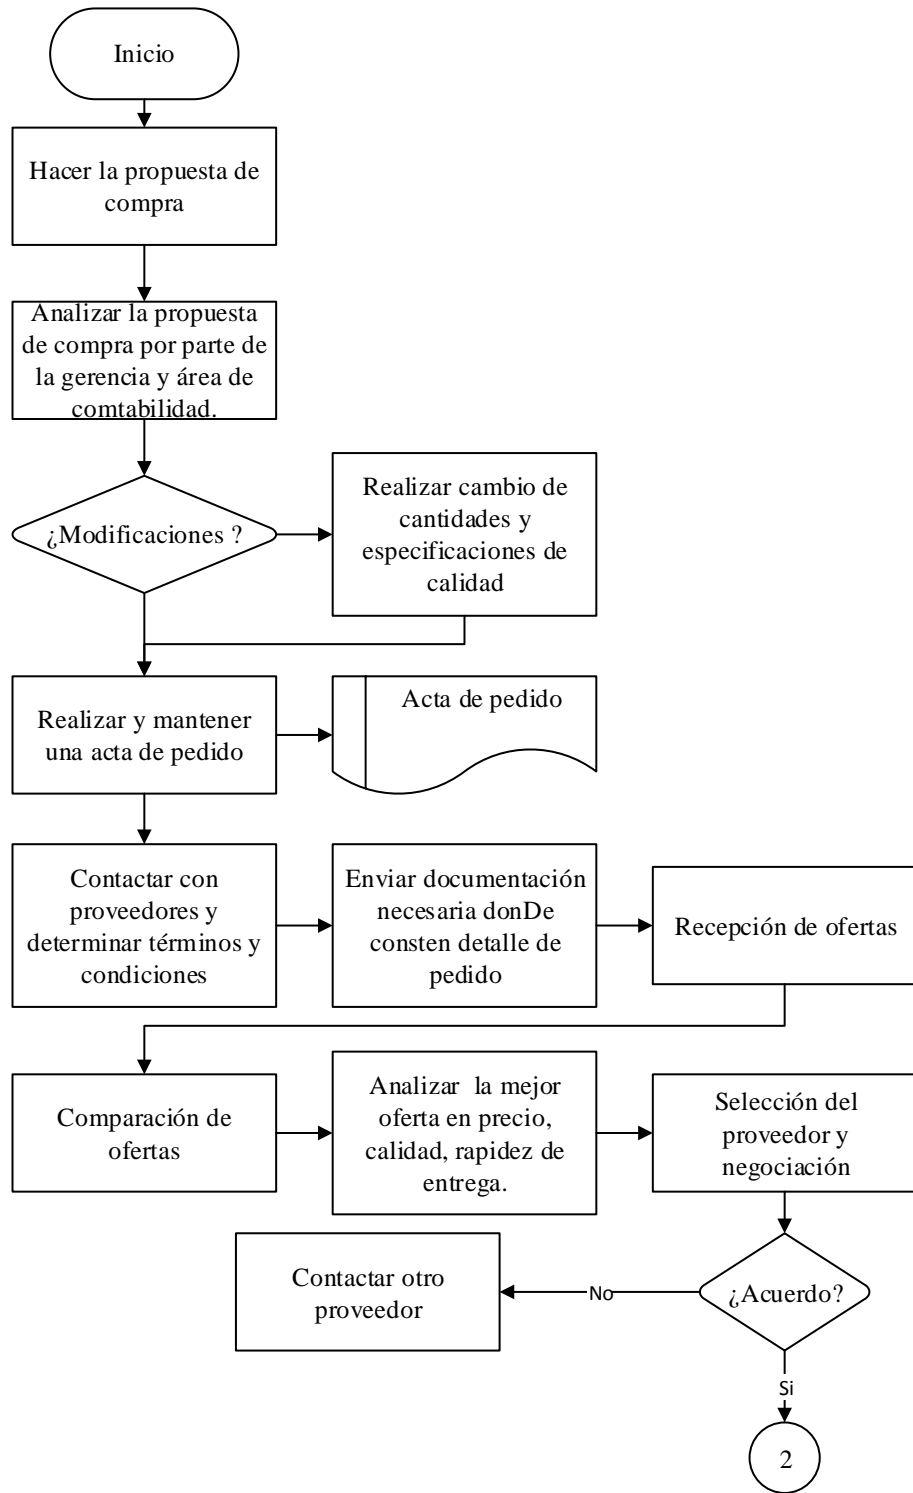 Inicio
Hacer la propuesta de
compra
Analizar la propuesta
de compra por parte de
la gerencia y área de
comtabilidad.
¿Modificaciones ?
Realizar cambio de
cantidades y
especificaciones de
calidad
Realizar y mantener
una acta de pedido
Acta de pedido
Contactar con
proveedores y
determinar términos y
condiciones
Enviar documentación
necesaria donDe
consten detalle de
pedido
Recepción de ofertas
Comparación de
ofertas
Analizar  la mejor
oferta en precio,
calidad, rapidez de
entrega.
Selección del
proveedor y
negociación
Contactar otro
proveedor
No
¿Acuerdo?
Si
2